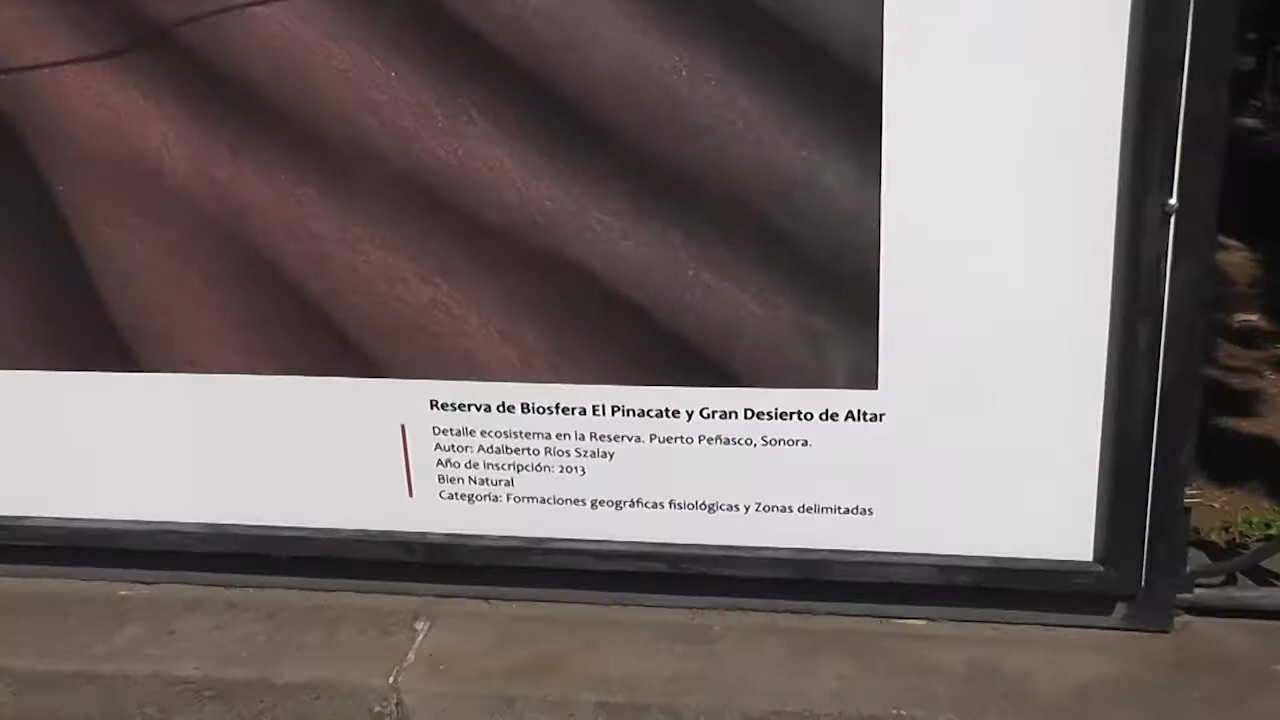 Reserva de Biosfera El Pinacate y Gran Desierto de Altar
Detalle ecosistema en la Reserva. Puerto Peñasco, Sonora.
Autor: Adalberto Ríos Szalay
Año de inscripción: 2013
Bien Natural
Categoría: Formaciones geográficas fisiológicas y Zonas delimitadas